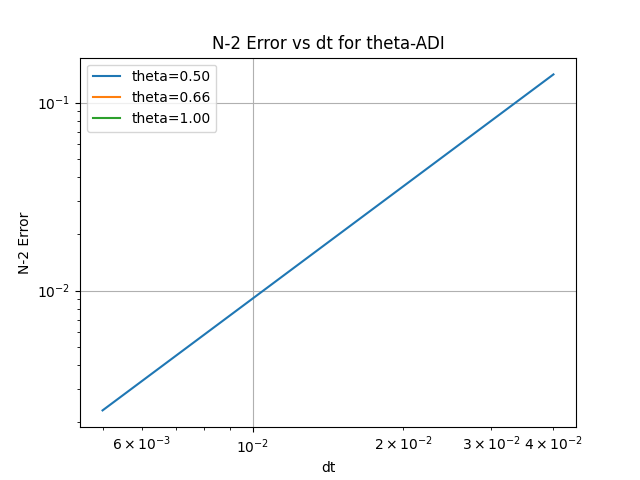 N-2 Error vs dt for theta-ADI
theta=0.50
theta=0.66
theta=1.00
10⁻¹
10⁻²
N-2 Error
6 × 10⁻³
10⁻²
2 × 10⁻²
3 × 10⁻²
4 × 10⁻²
dt